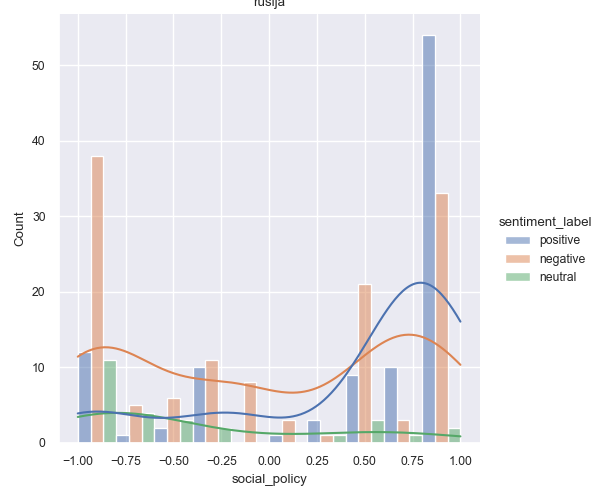 rusija
50
40
30
20
10
0
Count
−1.00 −0.75 −0.50 −0.25 0.00 0.25 0.50 0.75 1.00
social_policy
sentiment_label
positive
negative
neutral